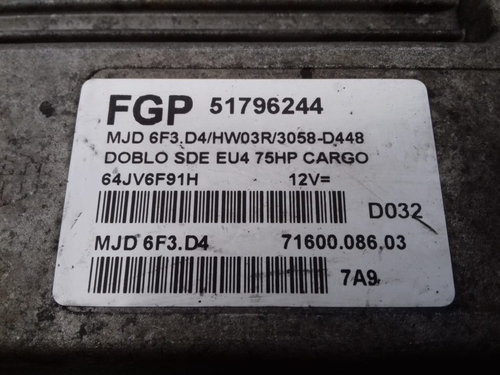 FGP 51796244
MJD 6F3.D4/HW03R/3058-D448
DOBLO SDE EU4 75HP CARGO
64JV6F91H 12V=
D032
MJD 6F3.D4 71600.086,03
7A9